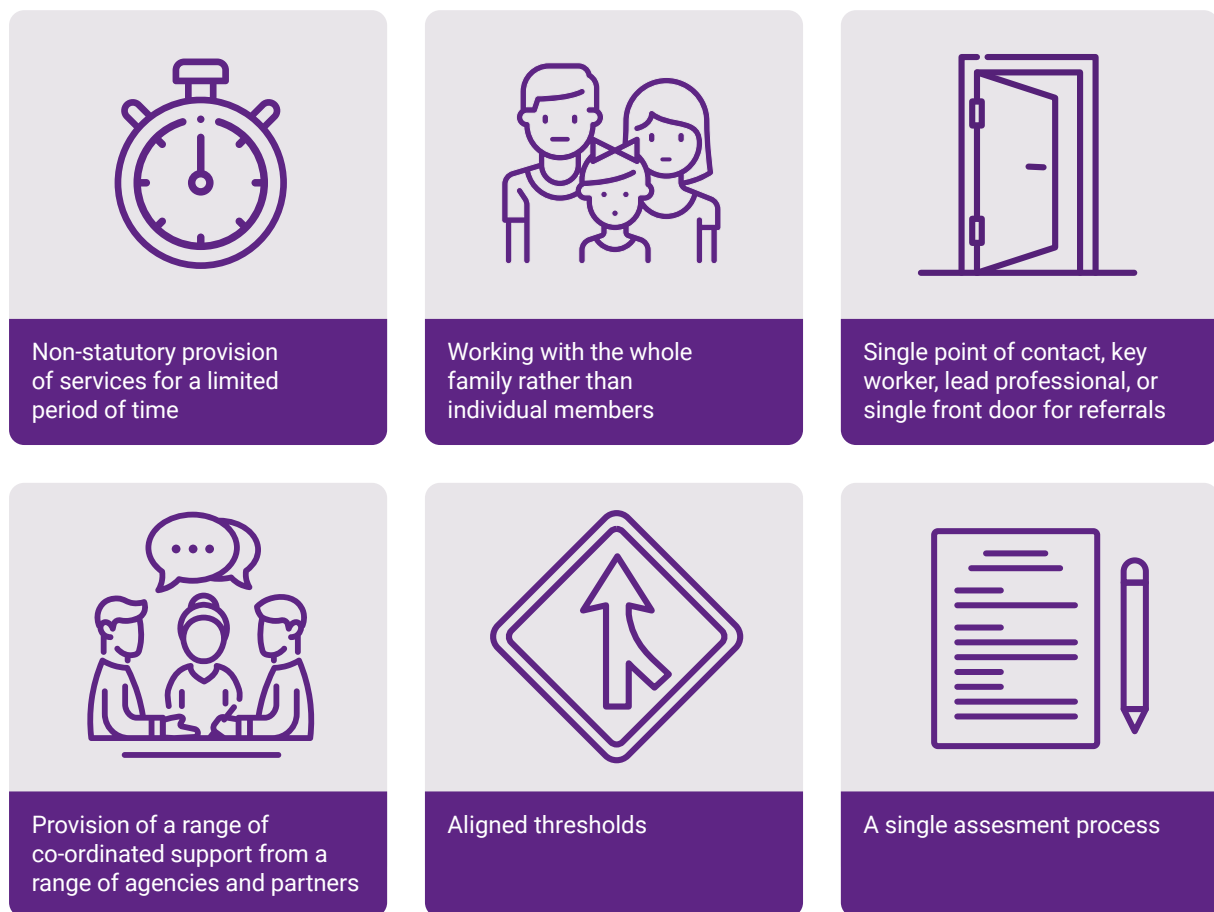 Non-statutory provision
of services for a limited
period of time
Working with the whole
family rather than
individual members
Single point of contact, key
worker, lead professional, or
single front door for referrals
Provision of a range of
co-ordinated support from a
range of agencies and partners
Aligned thresholds
A single assesment process